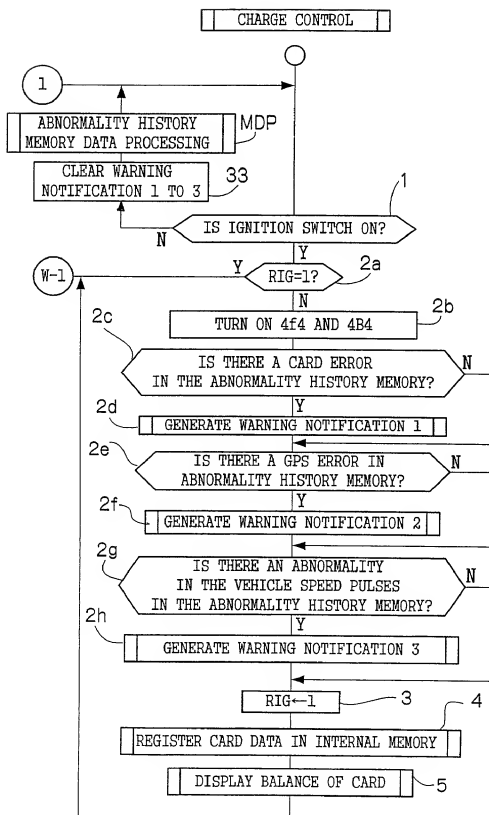 CHARGE CONTROL
1
ABNORMALITY HISTORY
MEMORY DATA PROCESSING
MDP
CLEAR WARNING
NOTIFICATION 1 TO 3
33
1
IS IGNITION SWITCH ON?
N
Y
W-1
Y
RIG=1?
2a
N
TURN ON 4f4 AND 4B4
2b
2c
IS THERE A CARD ERROR
IN THE ABNORMALITY HISTORY MEMORY?
N
Y
2d
GENERATE WARNING NOTIFICATION 1
2e
IS THERE A GPS ERROR IN
ABNORMALITY HISTORY MEMORY?
N
Y
2f
GENERATE WARNING NOTIFICATION 2
2g
IS THERE AN ABNORMALITY
IN THE VEHICLE SPEED PULSES
IN THE ABNORMALITY HISTORY MEMORY?
N
Y
2h
GENERATE WARNING NOTIFICATION 3
RIG←1
3
4
REGISTER CARD DATA IN INTERNAL MEMORY
DISPLAY BALANCE OF CARD
5